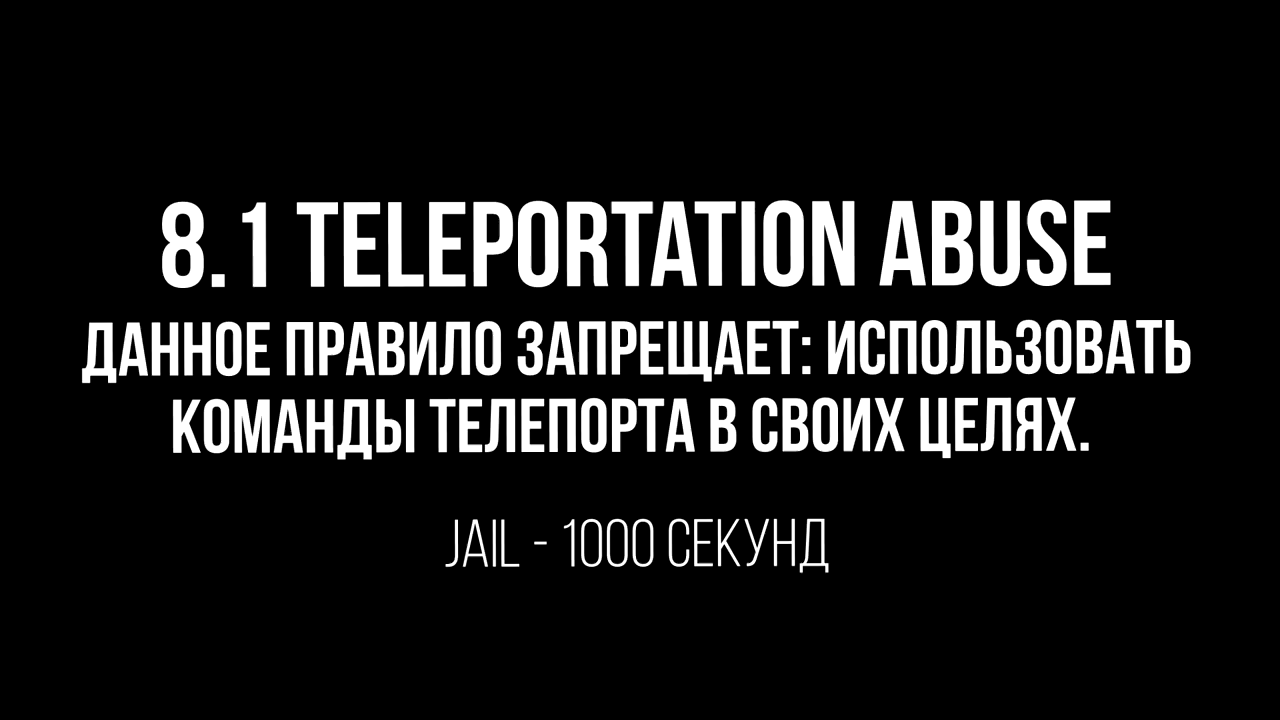 8.1 TELEPORTATION ABUSE
ДАННОЕ ПРАВИЛО ЗАПРЕЩАЕТ: ИСПОЛЬЗОВАТЬ
КОМАНДЫ ТЕЛЕПОРТА В СВОИХ ЦЕЛЯХ.
JAIL - 1000 СЕКУНД